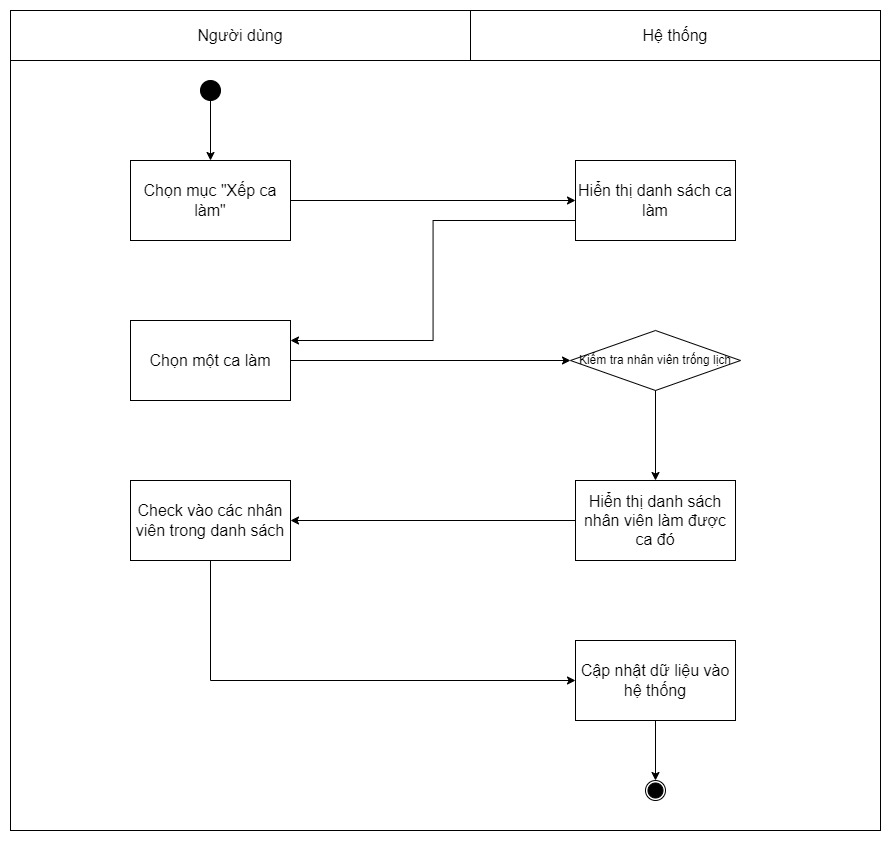 Người dùng
Hệ thống
Chọn mục "Xếp ca
làm"
Hiển thị danh sách ca
làm
Chọn một ca làm
Kiểm tra nhân viên trống lịch
Check vào các nhân
viên trong danh sách
Hiển thị danh sách
nhân viên làm được
ca đó
Cập nhật dữ liệu vào
hệ thống